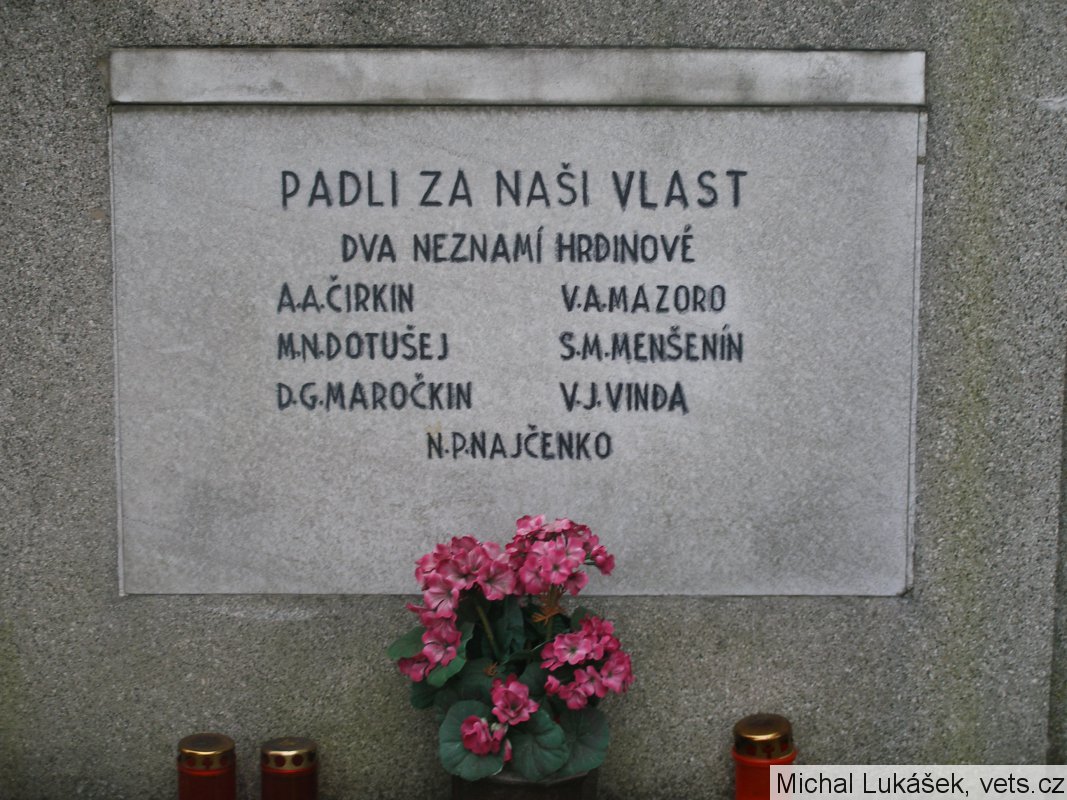 PADLI ZA NAŠI VLAST
DVA NEZNAMÍ HRDINOVÉ
A.A.ČIRKIN V.A.MAZORO
M.N.DOTUŠEJ S.M.MENŠENÍN
D.G.MAROČKIN V.J.VINDA
N.P.NAJČENKO
Michal Lukášek, vets.cz